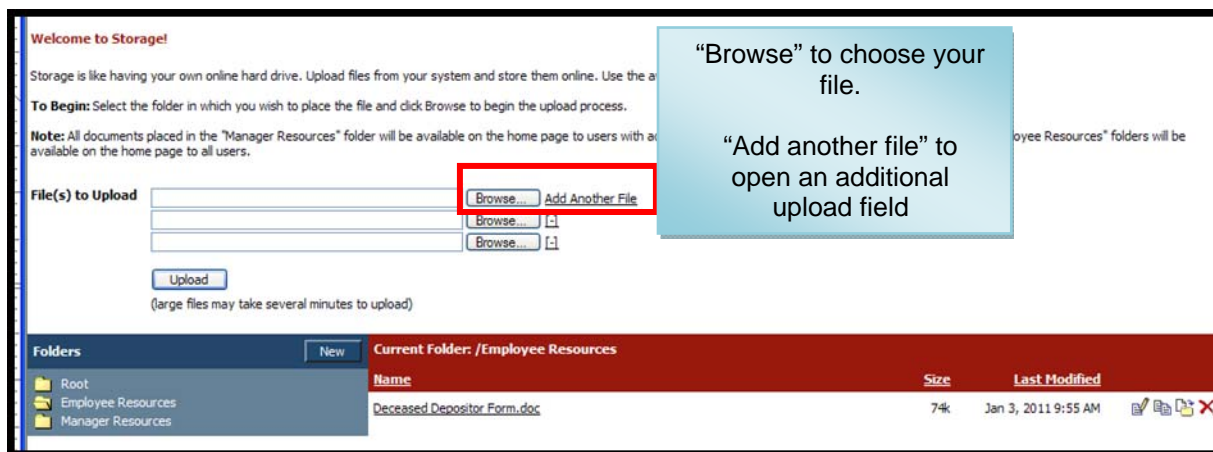 Welcome to Storage!
Storage is like having your own online hard drive. Upload files from your system and store them online. Use the
To Begin: Select the folder in which you wish to place the file and click Browse to begin the upload process.
Note: All documents placed in the "Manager Resources" folder will be available on the home page to users with
Resources" folders will be
available on the home page to all users.
“Browse” to choose your
file.
“Add another file” to
open an additional
upload field
File(s) to Upload
Browse... Add Another File
Browse... [-]
Browse... [-]
Upload
(large files may take several minutes to upload)
Folders New
Root
Employee Resources
Manager Resources
Current Folder: /Employee Resources
Name Size Last Modified
Deceased Depositor Form.doc 74k Jan 3, 2011 9:55 AM